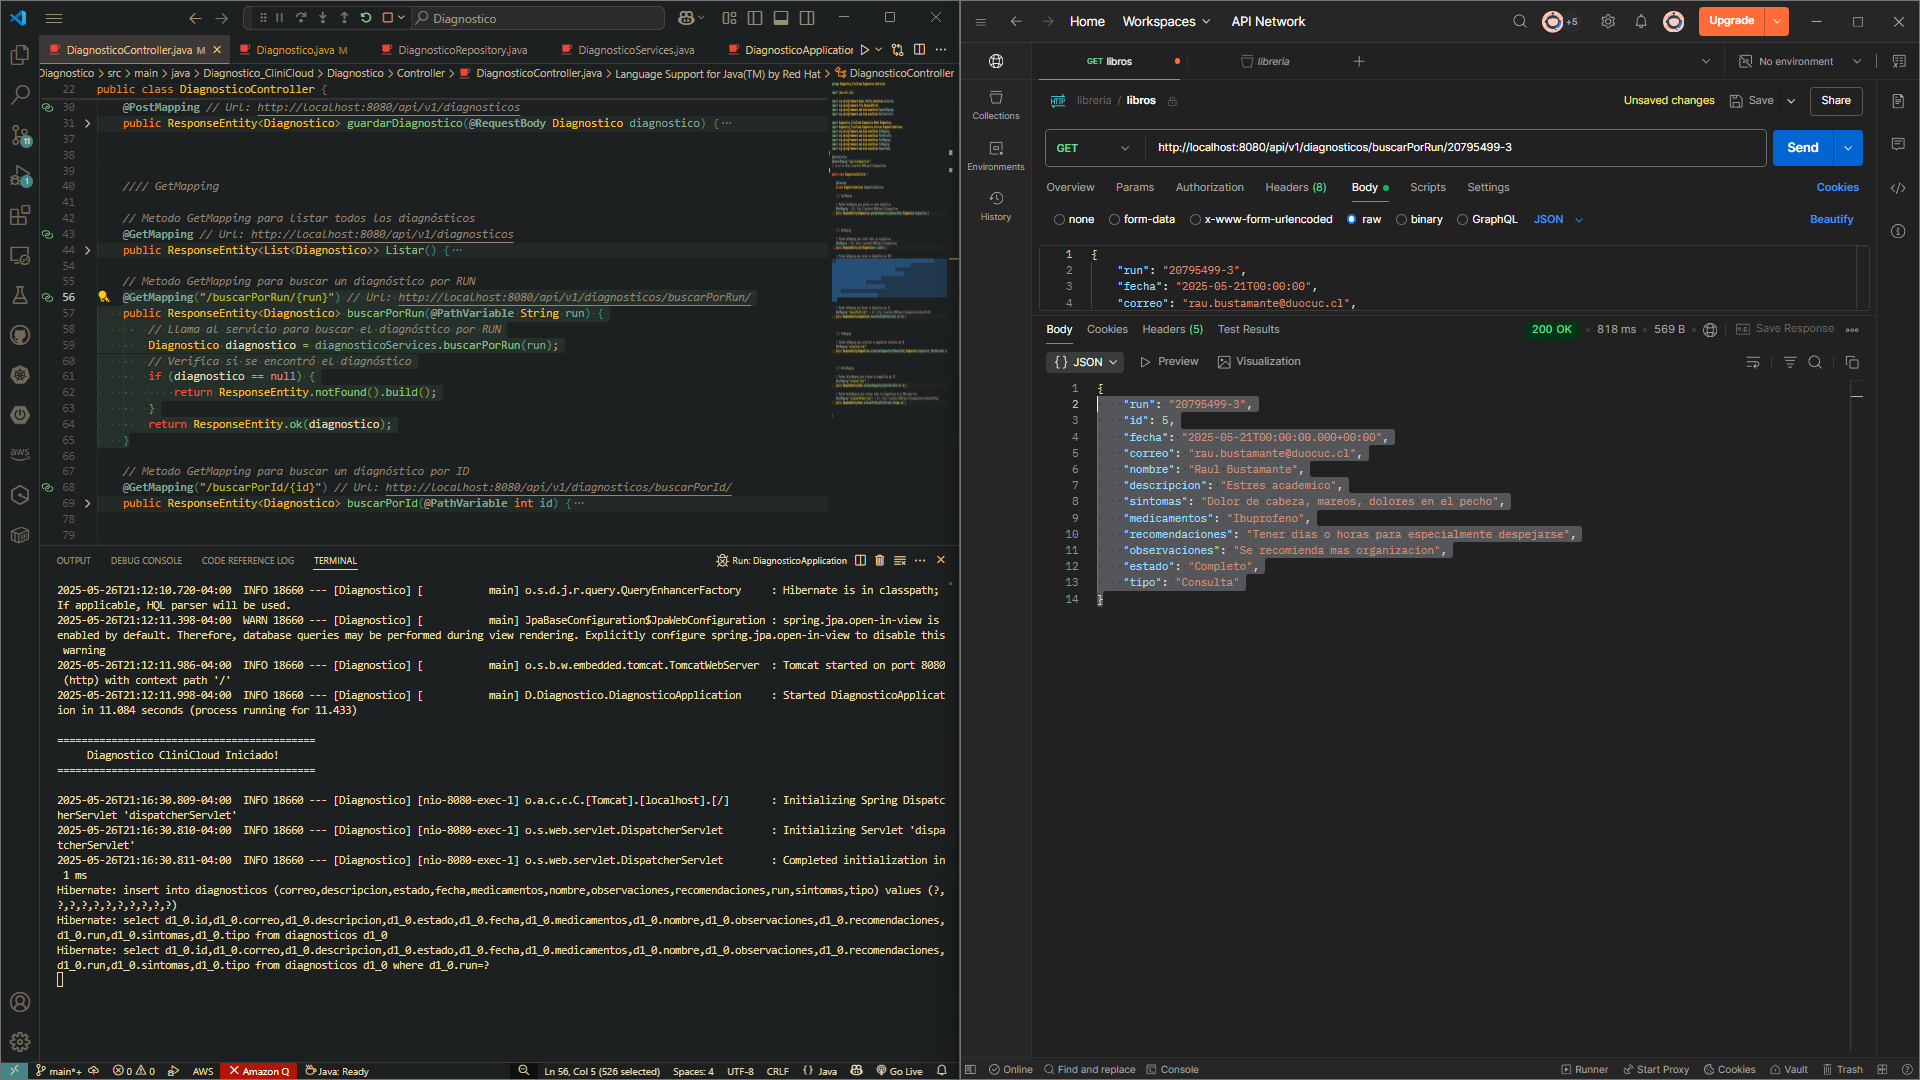 Diagnostico
DiagnosticoController.java M
Diagnostico.java M
DiagnosticoRepository.java
DiagnosticoServices.java
DiagnosticoApplication
Diagnostico > src > main > java > Diagnostico_CliniCloud > Diagnostico > Controller > DiagnosticoController.java > Language Support for Java(TM) by Red Hat > DiagnosticoController
22 public class DiagnosticoController {
30 @PostMapping // Url: http://localhost:8080/api/v1/diagnosticos
31 public ResponseEntity<Diagnostico> guardarDiagnostico(@RequestBody Diagnostico diagnostico) {···
37
38
39
40 //// GetMapping
41
42 // Metodo GetMapping para listar todos los diagnósticos
43 @GetMapping // Url: http://localhost:8080/api/v1/diagnosticos
44 public ResponseEntity<List<Diagnostico>> Listar() {···
54
55 // Metodo GetMapping para buscar un diagnóstico por RUN
56 @GetMapping("/buscarPorRun/{run}") // Url: http://localhost:8080/api/v1/diagnosticos/buscarPorRun/
57 public ResponseEntity<Diagnostico> buscarPorRun(@PathVariable String run) {
58 // Llama al servicio para buscar el diagnóstico por RUN
59 Diagnostico diagnostico = diagnosticoServices.buscarPorRun(run);
60 // Verifica si se encontró el diagnóstico
61 if (diagnostico == null) {
62 return ResponseEntity.notFound().build();
63 }
64 return ResponseEntity.ok(diagnostico);
65 }
66
67 // Metodo GetMapping para buscar un diagnóstico por ID
68 @GetMapping("/buscarPorId/{id}") // Url: http://localhost:8080/api/v1/diagnosticos/buscarPorId/
69 public ResponseEntity<Diagnostico> buscarPorId(@PathVariable int id) {···
78
79
OUTPUT DEBUG CONSOLE CODE REFERENCE LOG TERMINAL
Run: DiagnosticoApplication
2025-05-26T21:12:10.720-04:00 INFO 18660 --- [Diagnostico] [ main] o.s.d.j.r.query.QueryEnhancerFactory : Hibernate is in classpath;
If applicable, HQL parser will be used.
2025-05-26T21:12:11.398-04:00 WARN 18660 --- [Diagnostico] [ main] JpaBaseConfiguration$JpaWebConfiguration : spring.jpa.open-in-view is
enabled by default. Therefore, database queries may be performed during view rendering. Explicitly configure spring.jpa.open-in-view to disable this
warning
2025-05-26T21:12:11.986-04:00 INFO 18660 --- [Diagnostico] [ main] o.s.b.w.embedded.tomcat.TomcatWebServer : Tomcat started on port 8080
(http) with context path '/'
2025-05-26T21:12:11.998-04:00 INFO 18660 --- [Diagnostico] [ main] D.Diagnostico.DiagnosticoApplication : Started DiagnosticoApplicat
ion in 11.084 seconds (process running for 11.433)
===========================================
Diagnostico CliniCloud Iniciado!
===========================================
2025-05-26T21:16:30.809-04:00 INFO 18660 --- [Diagnostico] [nio-8080-exec-1] o.a.c.c.C.[Tomcat].[localhost].[/] : Initializing Spring Dispatc
herServlet 'dispatcherServlet'
2025-05-26T21:16:30.810-04:00 INFO 18660 --- [Diagnostico] [nio-8080-exec-1] o.s.web.servlet.DispatcherServlet : Initializing Servlet 'dispa
tcherServlet'
2025-05-26T21:16:30.811-04:00 INFO 18660 --- [Diagnostico] [nio-8080-exec-1] o.s.web.servlet.DispatcherServlet : Completed initialization in
1 ms
Hibernate: insert into diagnosticos (correo,descripcion,estado,fecha,medicamentos,nombre,observaciones,recomendaciones,run,sintomas,tipo) values (?,
?,?,?,?,?,?,?,?,?,?)
Hibernate: select d1_0.id,d1_0.correo,d1_0.descripcion,d1_0.estado,d1_0.fecha,d1_0.medicamentos,d1_0.nombre,d1_0.observaciones,d1_0.recomendaciones,
d1_0.run,d1_0.sintomas,d1_0.tipo from diagnosticos d1_0
Hibernate: select d1_0.id,d1_0.correo,d1_0.descripcion,d1_0.estado,d1_0.fecha,d1_0.medicamentos,d1_0.nombre,d1_0.observaciones,d1_0.recomendaciones,
d1_0.run,d1_0.sintomas,d1_0.tipo from diagnosticos d1_0 where d1_0.run=?
aws
11
1
main*+ 0 0 AWS Amazon Q Java: Ready Ln 56, Col 5 (526 selected) Spaces: 4 UTF-8 CRLF {} Java Go Live
Home Workspaces API Network
+5
Upgrade
GET libros
libreria
No environment
Collections
Environments
History
HTTP libreria / libros
Unsaved changes Save Share
GET http://localhost:8080/api/v1/diagnosticos/buscarPorRun/20795499-3 Send
Overview Params Authorization Headers (8) Body Scripts Settings Cookies
none form-data x-www-form-urlencoded raw binary GraphQL JSON Beautify
1 {
2 "run": "20795499-3",
3 "fecha": "2025-05-21T00:00:00",
4 "correo": "rau.bustamante@duocuc.cl",
Body Cookies Headers (5) Test Results 200 OK 818 ms 569 B Save Response
{} JSON Preview Visualization
1 {
2 "run": "20795499-3",
3 "id": 5,
4 "fecha": "2025-05-21T00:00:00.000+00:00",
5 "correo": "rau.bustamante@duocuc.cl",
6 "nombre": "Raul Bustamante",
7 "descripcion": "Estres academico",
8 "sintomas": "Dolor de cabeza, mareos, dolores en el pecho",
9 "medicamentos": "Ibuprofeno",
10 "recomendaciones": "Tener dias o horas para especialmente despejarse",
11 "observaciones": "Se recomienda mas organizacion",
12 "estado": "Completo",
13 "tipo": "Consulta"
14 }
Online Find and replace Console Runner Start Proxy Cookies Vault Trash